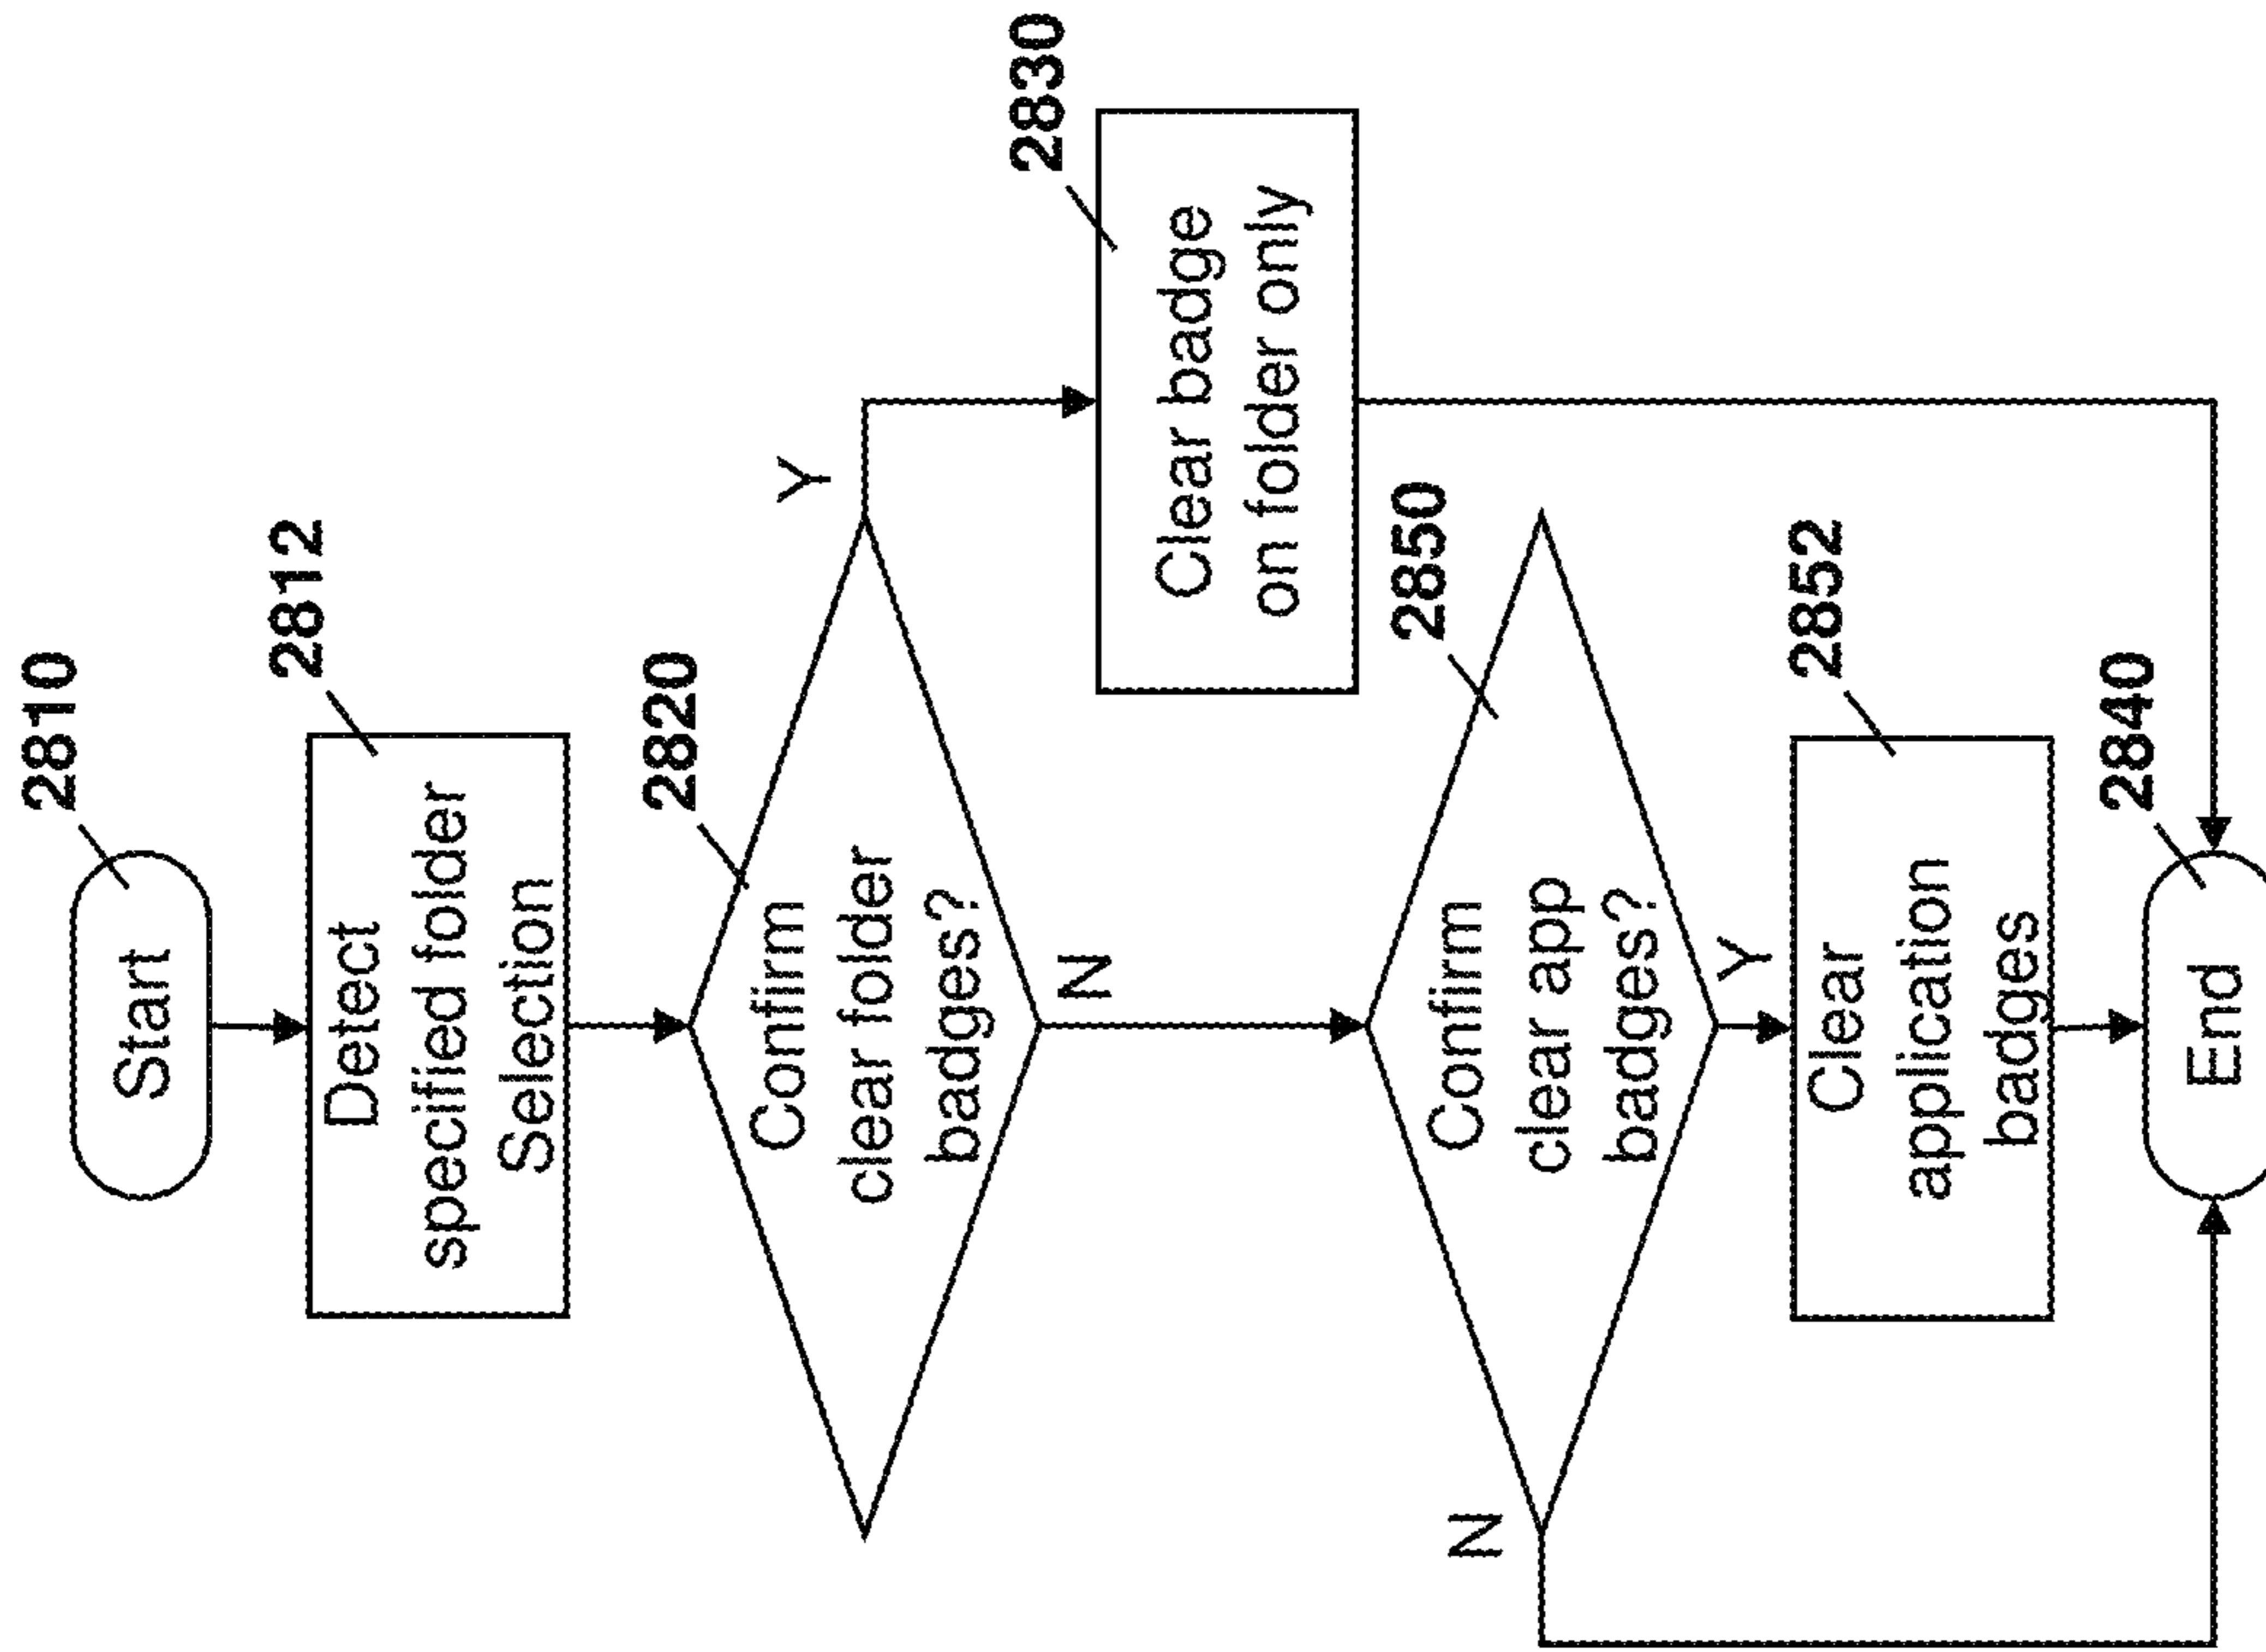 2810
Start
2812
Detect
specified folder
Selection
2820
Confirm
clear folder
badges?
Y
N
2830
Clear badge
on folder only
2850
Confirm
clear app
badges?
N
Y
2852
Clear
application
badges
2840
End